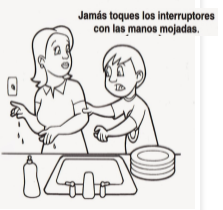 Jamás toques los interruptores
con las manos mojadas.